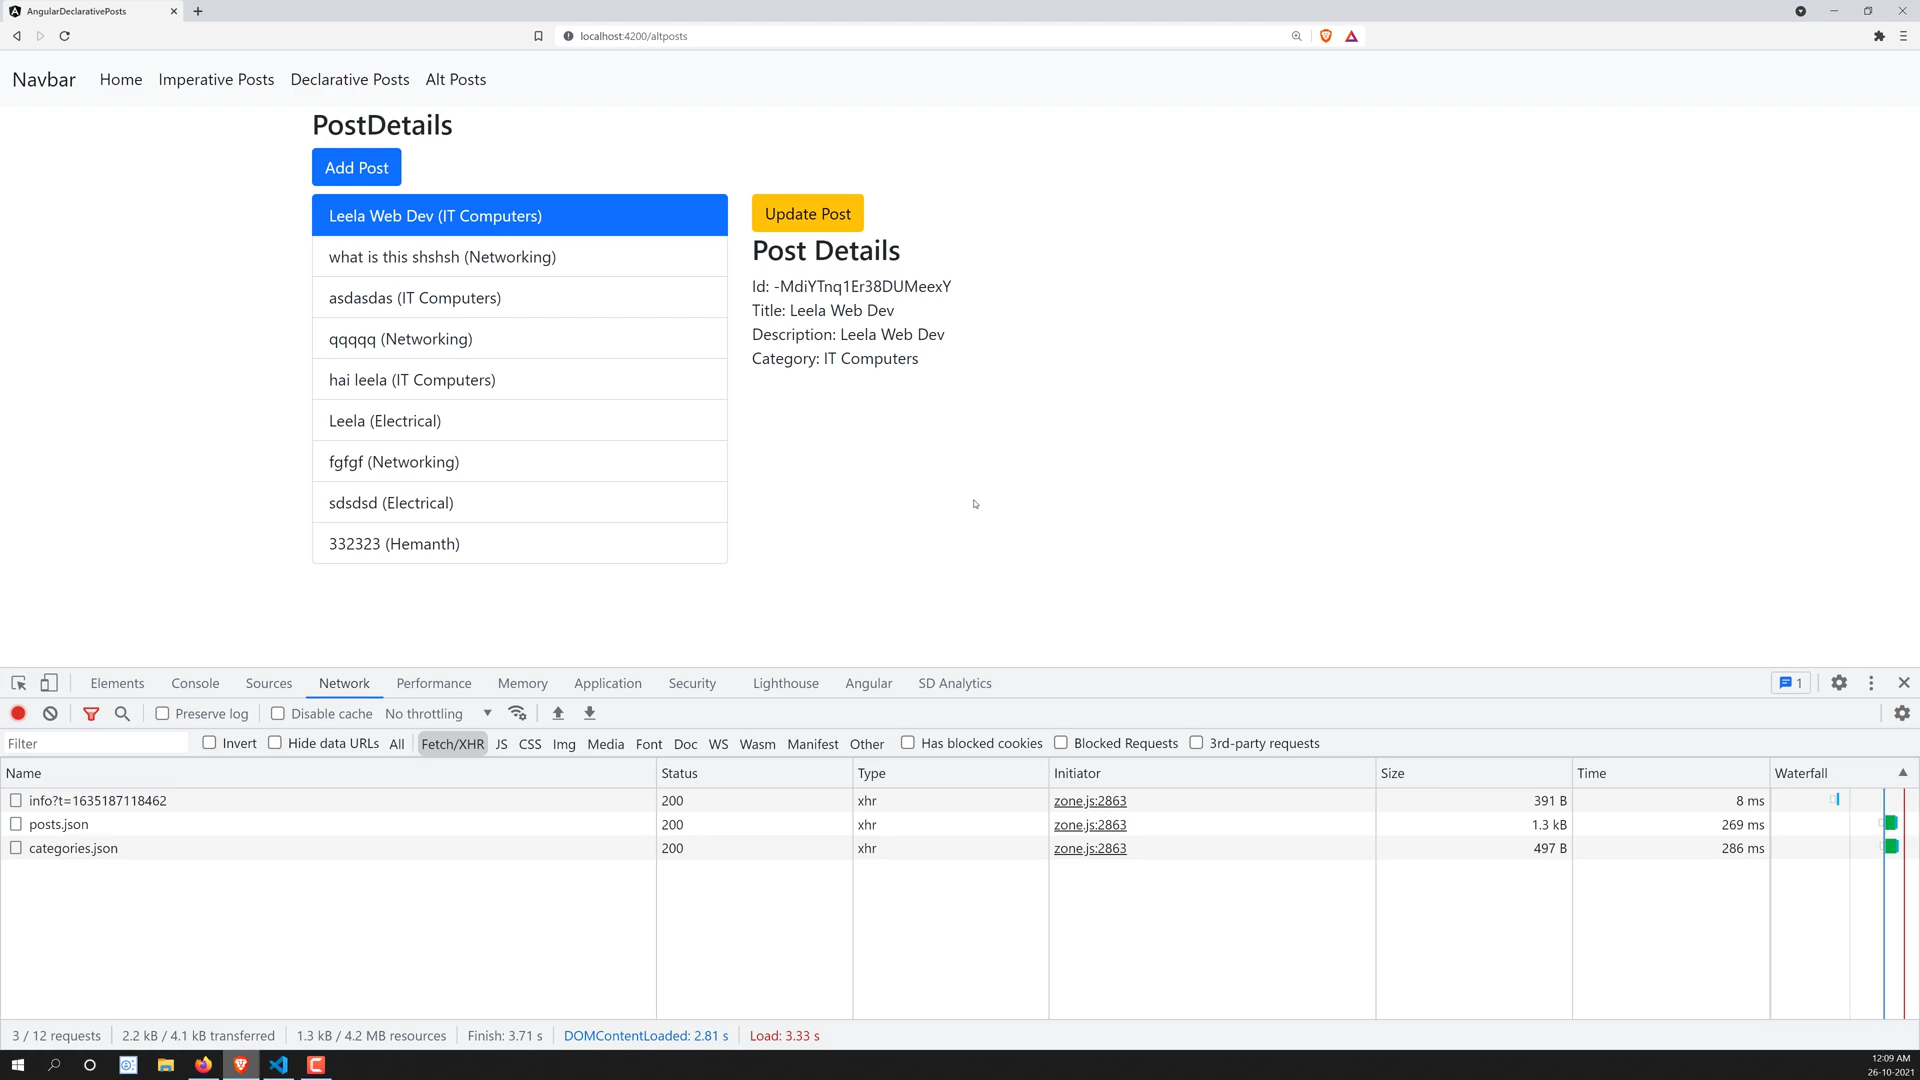 AngularDeclarativePosts
localhost:4200/altposts
Navbar Home Imperative Posts Declarative Posts Alt Posts
PostDetails
Add Post
Leela Web Dev (IT Computers)
what is this shshsh (Networking)
asdasdas (IT Computers)
qqqqq (Networking)
hai leela (IT Computers)
Leela (Electrical)
fgfgf (Networking)
sdsdsd (Electrical)
332323 (Hemanth)
Update Post
Post Details
Id: -MdiYTnq1Er38DUMeexY
Title: Leela Web Dev
Description: Leela Web Dev
Category: IT Computers
Elements Console Sources Network Performance Memory Application Security Lighthouse Angular SD Analytics 1
Preserve log Disable cache No throttling
Filter Invert Hide data URLs All Fetch/XHR JS CSS Img Media Font Doc WS Wasm Manifest Other Has blocked cookies Blocked Requests 3rd-party requests
Name Status Type Initiator Size Time Waterfall
info?t=1635187118462 200 xhr zone.js:2863 391 B 8 ms
posts.json 200 xhr zone.js:2863 1.3 kB 269 ms
categories.json 200 xhr zone.js:2863 497 B 286 ms
3 / 12 requests 2.2 kB / 4.1 kB transferred 1.3 kB / 4.2 MB resources Finish: 3.71 s DOMContentLoaded: 2.81 s Load: 3.33 s
12:09 AM
26-10-2021